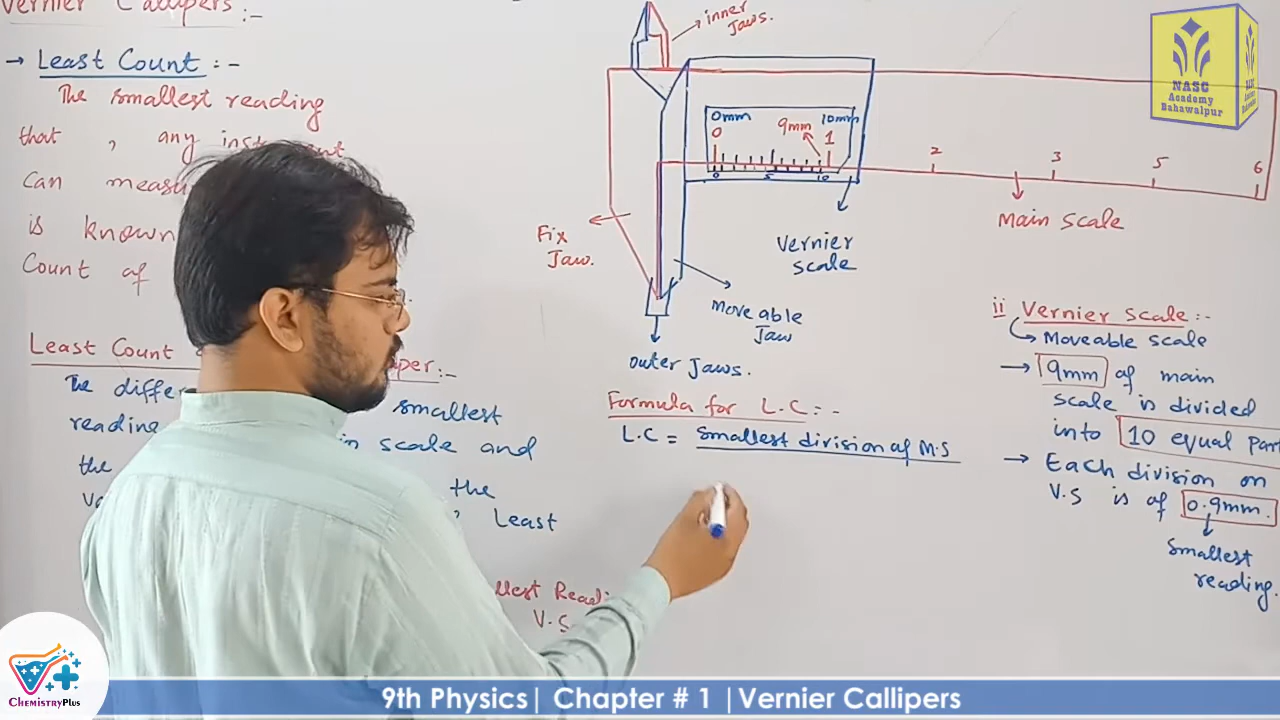 Vernier Callipers :-
→ Least Count :-
The smallest reading
that , any instrument
Can
is known
Count of
Least Count
The
smallest
reading
scale and
the
the
, Least
Reading
V.S
inner
Jaws.
0mm
10mm
9mm
0
1
2
3
5
6
0
5
10
Main scale
Fix
Jaw.
Vernier
scale
Moveable
Jaw
outer Jaws.
Formula for L.C :-
L.C = Smallest division of M.S
ii Vernier Scale :-
Moveable scale
→ 9mm of main
scale is divided
into 10 equal part
→ Each division on
V.S is of 0.9mm.
Smallest
reading.
NASC
Academy
Bahawalpur
ChemistryPlus
9th Physics| Chapter # 1 |Vernier Callipers